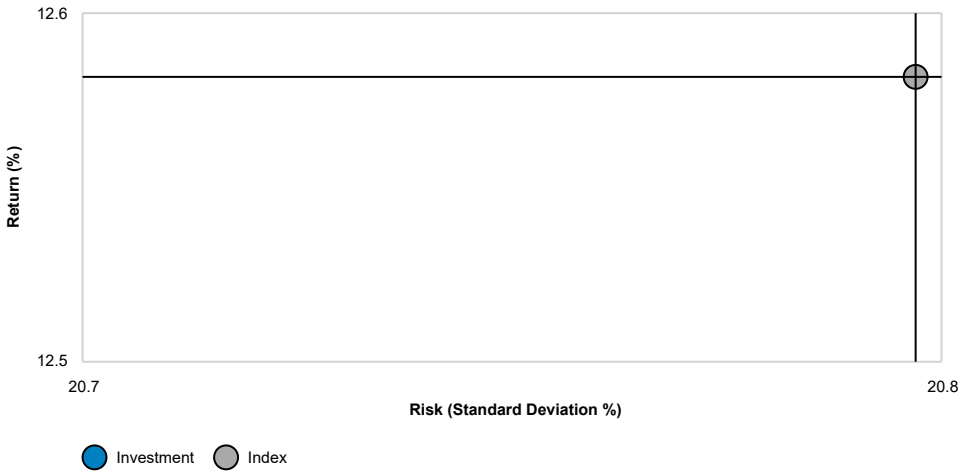 12.6
Return (%)
12.5
20.7
20.8
Risk (Standard Deviation %)
Investment
Index